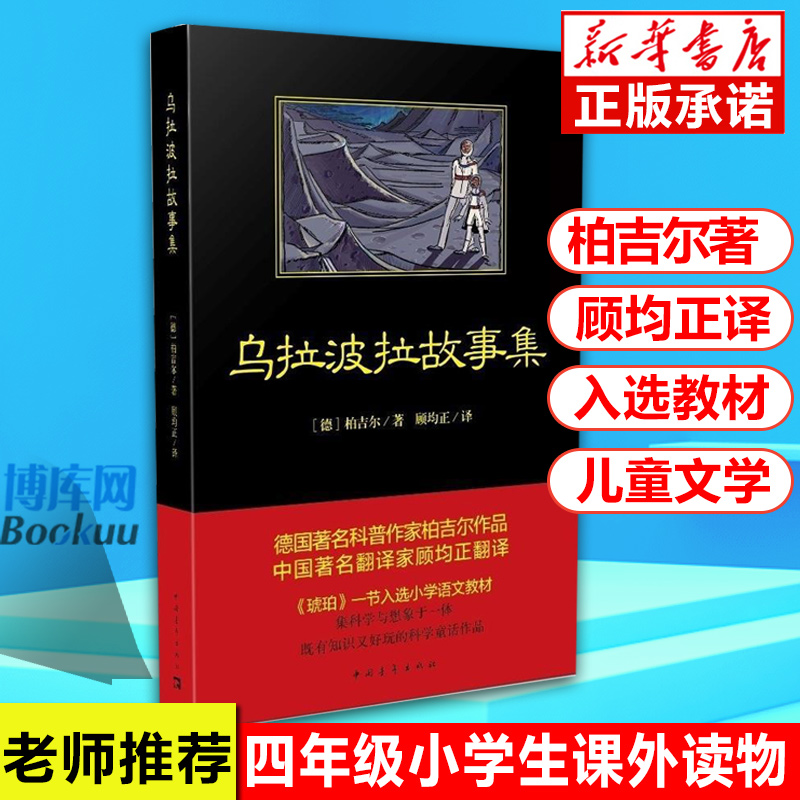 新华书店
正版承诺
柏吉尔著
顾均正译
入选教材
儿童文学
乌拉波拉故事集
[德]柏吉尔/著 顾均正/译
乌拉波拉故事集
[德]柏吉尔/著 顾均正/译
德国著名科普作家柏吉尔作品
中国著名翻译家顾均正翻译
《琥珀》一节入选小学语文教材
集科学与想象于一体
既有知识又好玩的科学童话作品
中国青年出版社
博库网
Bookuu
老师推荐
四年级小学生课外读物